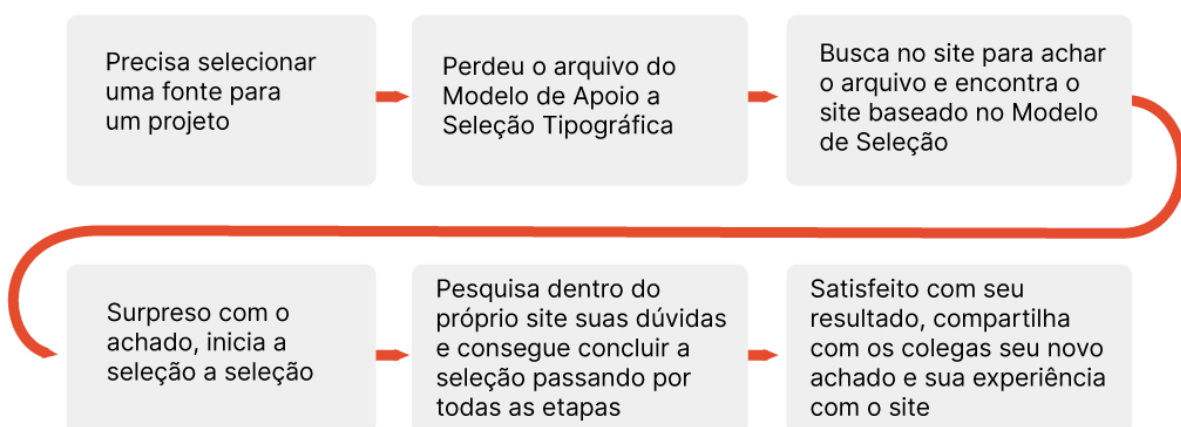 Precisa selecionar
uma fonte para
um projeto
Perdeu o arquivo do
Modelo de Apoio a
Seleção Tipográfica
Busca no site para achar
o arquivo e encontra o
site baseado no Modelo
de Seleção
Surpreso com o
achado, inicia a
seleção a seleção
Pesquisa dentro do
próprio site suas dúvidas
e consegue concluir a
seleção passando por
todas as etapas
Satisfeito com seu
resultado, compartilha
com os colegas seu novo
achado e sua experiência
com o site